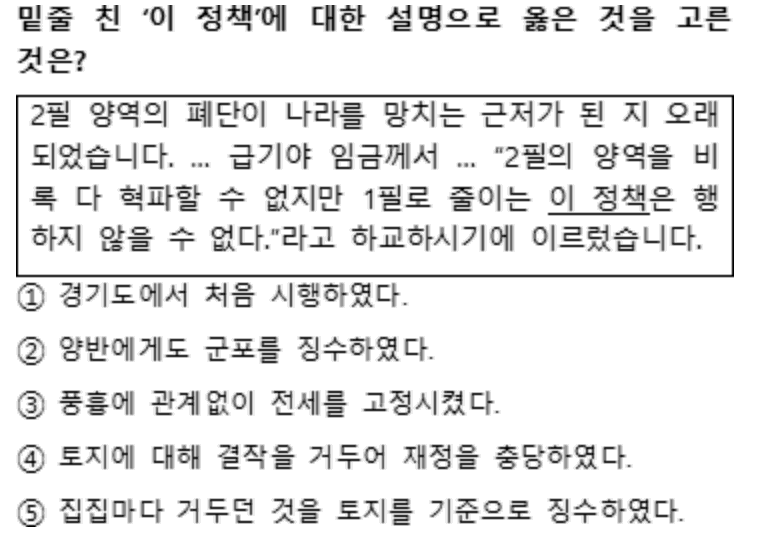 밑줄 친 ‘이 정책’에 대한 설명으로 옳은 것을 고른
것은?
2필 양역의 폐단이 나라를 망치는 근저가 된 지 오래
되었습니다. ... 급기야 임금께서 ... “2필의 양역을 비
록 다 혁파할 수 없지만 1필로 줄이는 이 정책은 행
하지 않을 수 없다.”라고 하교하시기에 이르렀습니다.
① 경기도에서 처음 시행하였다.
② 양반에게도 군포를 징수하였다.
③ 풍흉에 관계없이 전세를 고정시켰다.
④ 토지에 대해 결작을 거두어 재정을 충당하였다.
⑤ 집집마다 거두던 것을 토지를 기준으로 징수하였다.